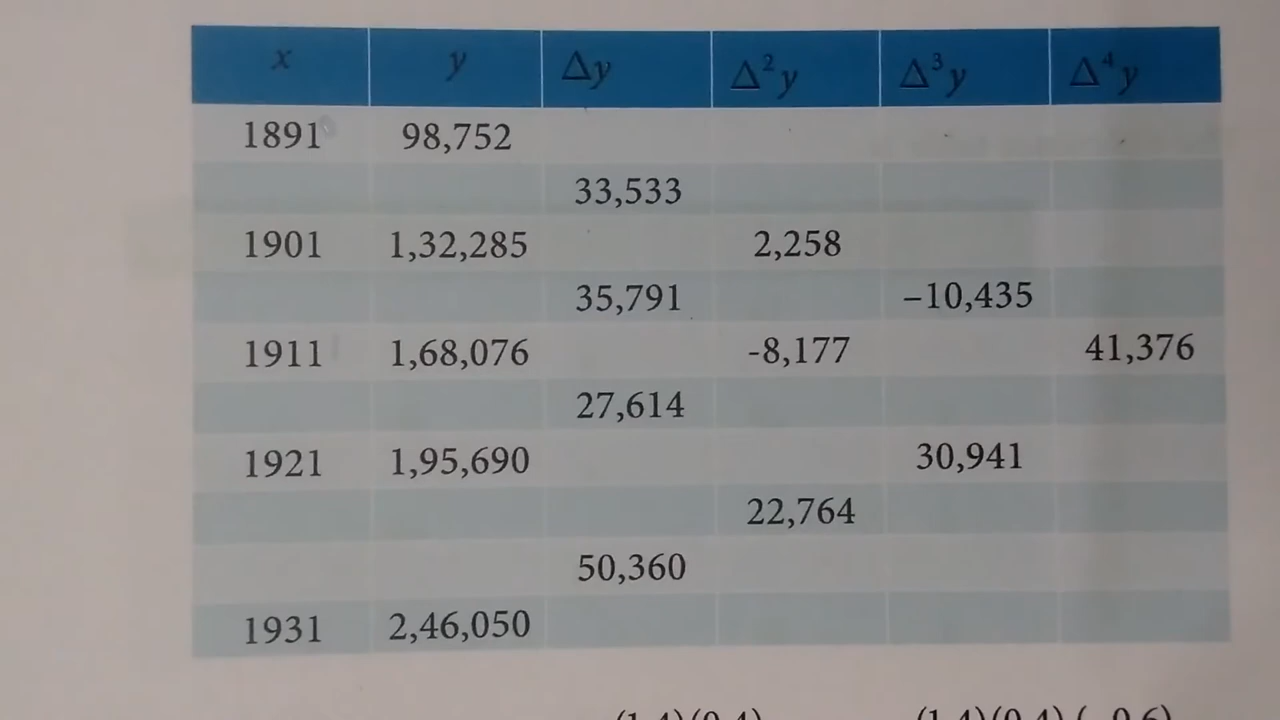 x y Δy Δ²y Δ³y Δ⁴y
1891 98,752
33,533
1901 1,32,285 2,258
35,791 –10,435
1911 1,68,076 -8,177 41,376
27,614
1921 1,95,690 30,941
22,764
50,360
1931 2,46,050